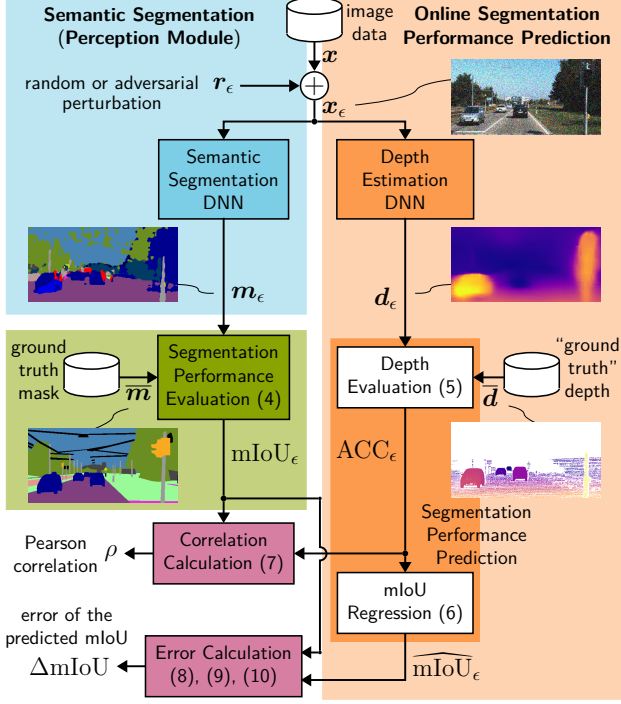 Semantic Segmentation
(Perception Module)
image
data
Online Segmentation
Performance Prediction
x
random or adversarial
perturbation
r_ϵ
x_ϵ
Semantic
Segmentation
DNN
Depth
Estimation
DNN
m_ϵ
d_ϵ
ground
truth
mask
m̅
Segmentation
Performance
Evaluation (4)
Depth
Evaluation (5)
d̅
“ground
truth”
depth
mIoU_ϵ
ACC_ϵ
Segmentation
Performance
Prediction
Pearson
correlation
ρ
Correlation
Calculation (7)
mIoU
Regression (6)
error of the
predicted mIoU
ΔmIoU
Error Calculation
(8), (9), (10)
\widehat{mIoU}_ϵ